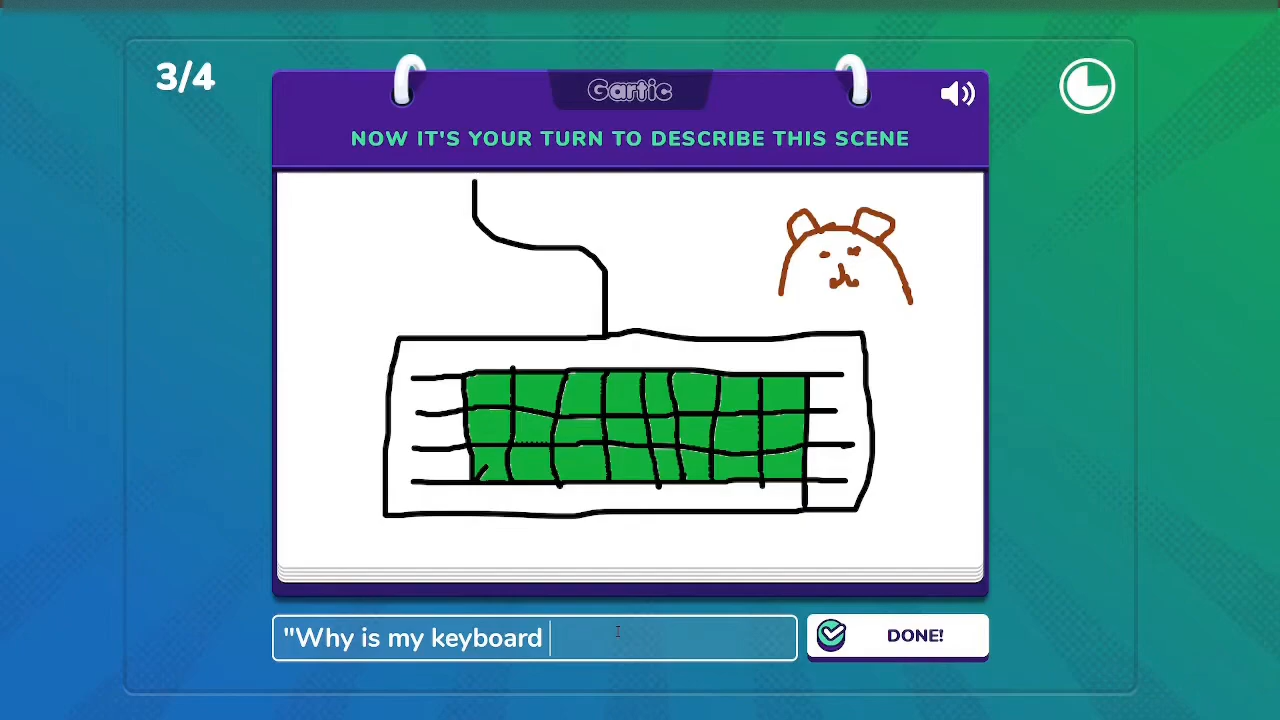 3/4
Gartic
NOW IT'S YOUR TURN TO DESCRIBE THIS SCENE
"Why is my keyboard
DONE!